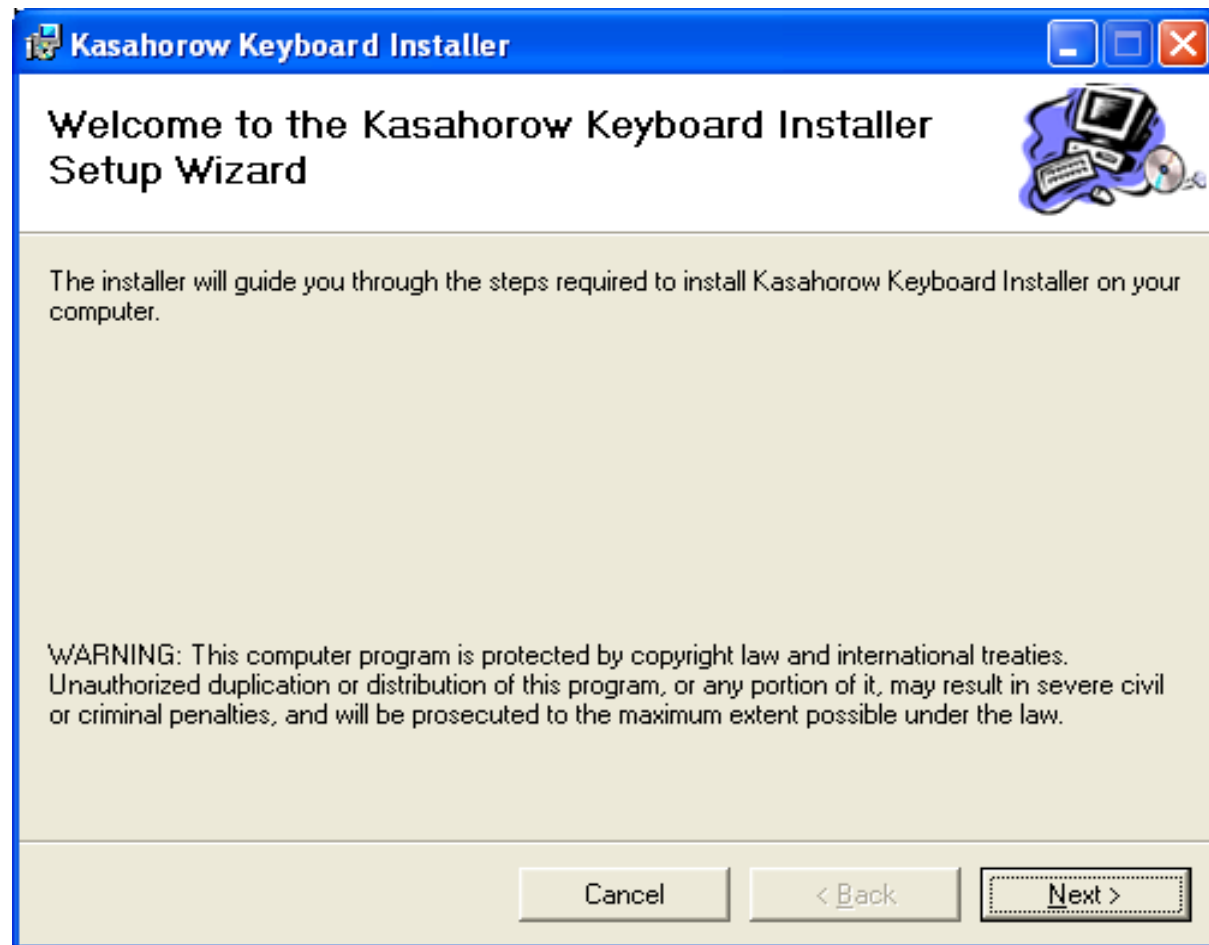 Kasahorow Keyboard Installer
Welcome to the Kasahorow Keyboard Installer
Setup Wizard
The installer will guide you through the steps required to install Kasahorow Keyboard Installer on your
computer.
WARNING: This computer program is protected by copyright law and international treaties.
Unauthorized duplication or distribution of this program, or any portion of it, may result in severe civil
or criminal penalties, and will be prosecuted to the maximum extent possible under the law.
Cancel
< Back
Next >